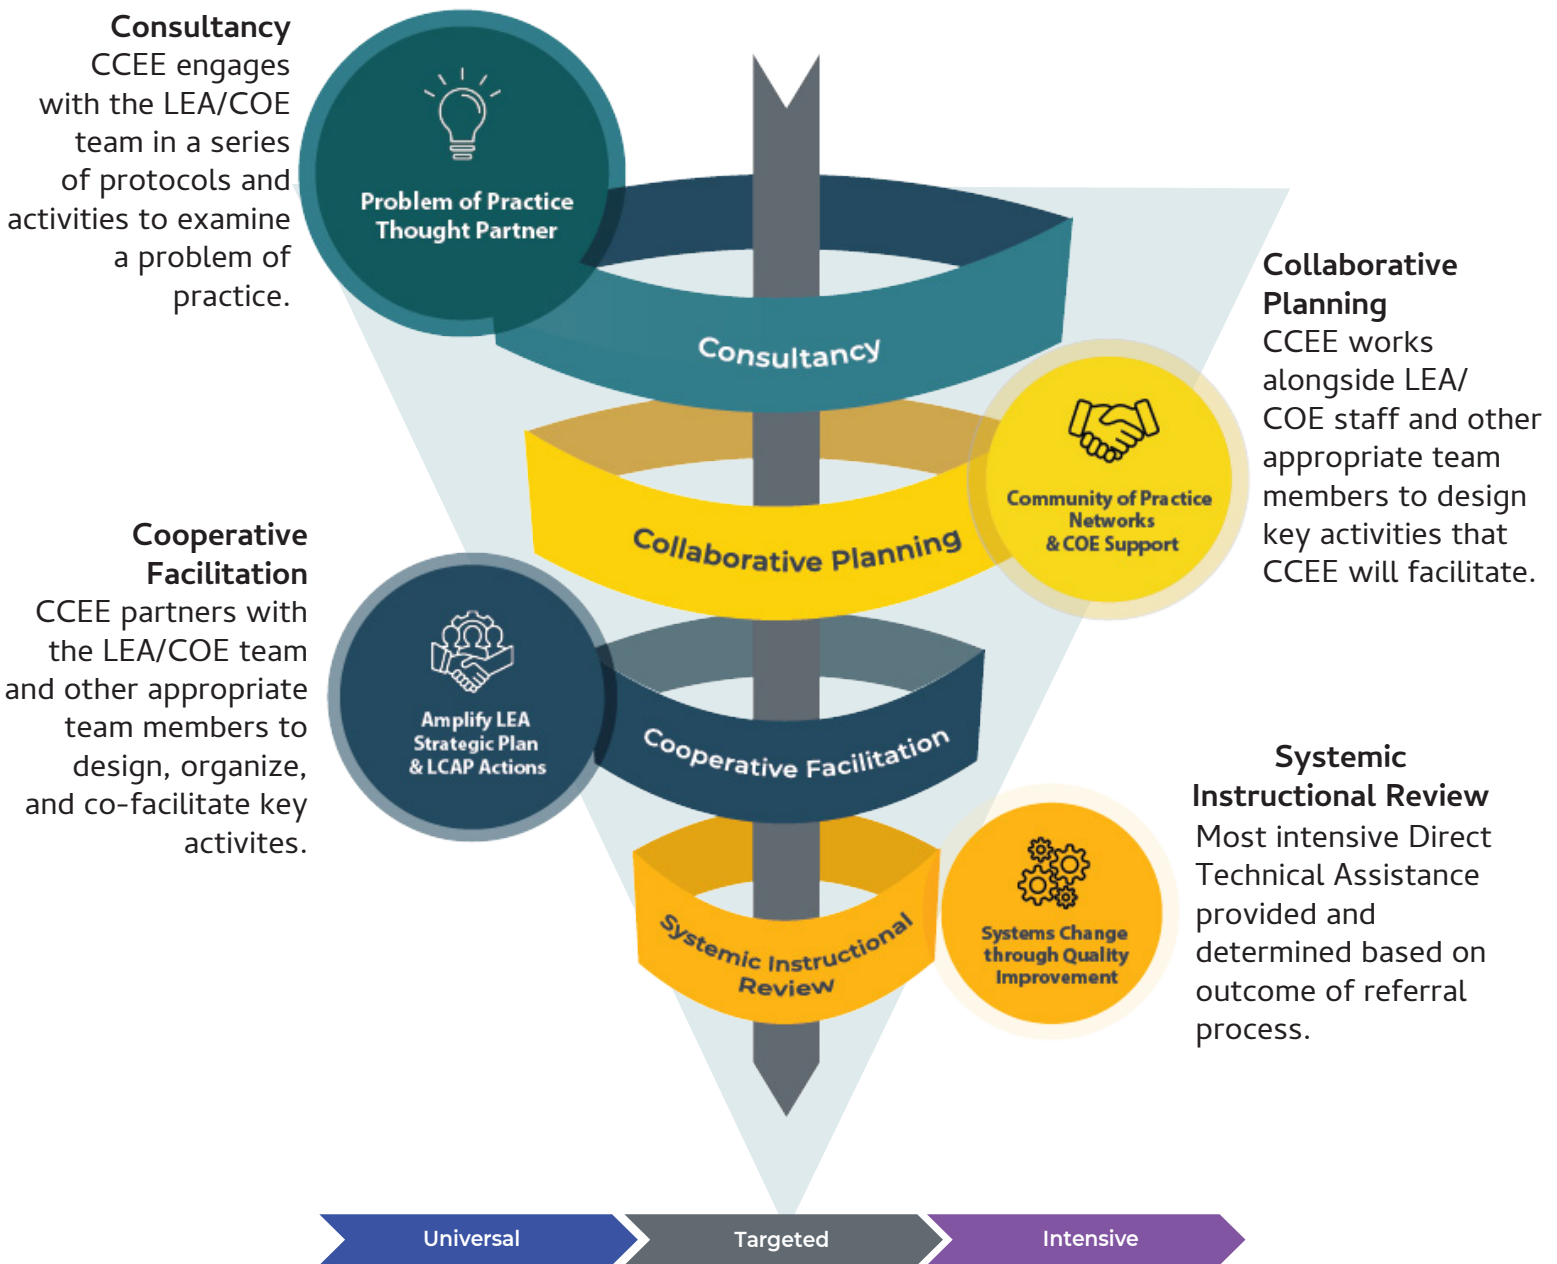 Consultancy
CCEE engages
with the LEA/COE
team in a series
of protocols and
activities to examine
a problem of
practice.
Problem of Practice
Thought Partner
Consultancy
Collaborative
Planning
CCEE works
alongside LEA/
COE staff and other
appropriate team
members to design
key activities that
CCEE will facilitate.
Community of Practice
Networks
& COE Support
Collaborative Planning
Cooperative
Facilitation
CCEE partners with
the LEA/COE team
and other appropriate
team members to
design, organize,
and co-facilitate key
activites.
Amplify LEA
Strategic Plan
& LCAP Actions
Cooperative Facilitation
Systemic
Instructional Review
Most intensive Direct
Technical Assistance
provided and
determined based on
outcome of referral
process.
Systems Change
through Quality
Improvement
Systemic Instructional
Review
Universal
Targeted
Intensive